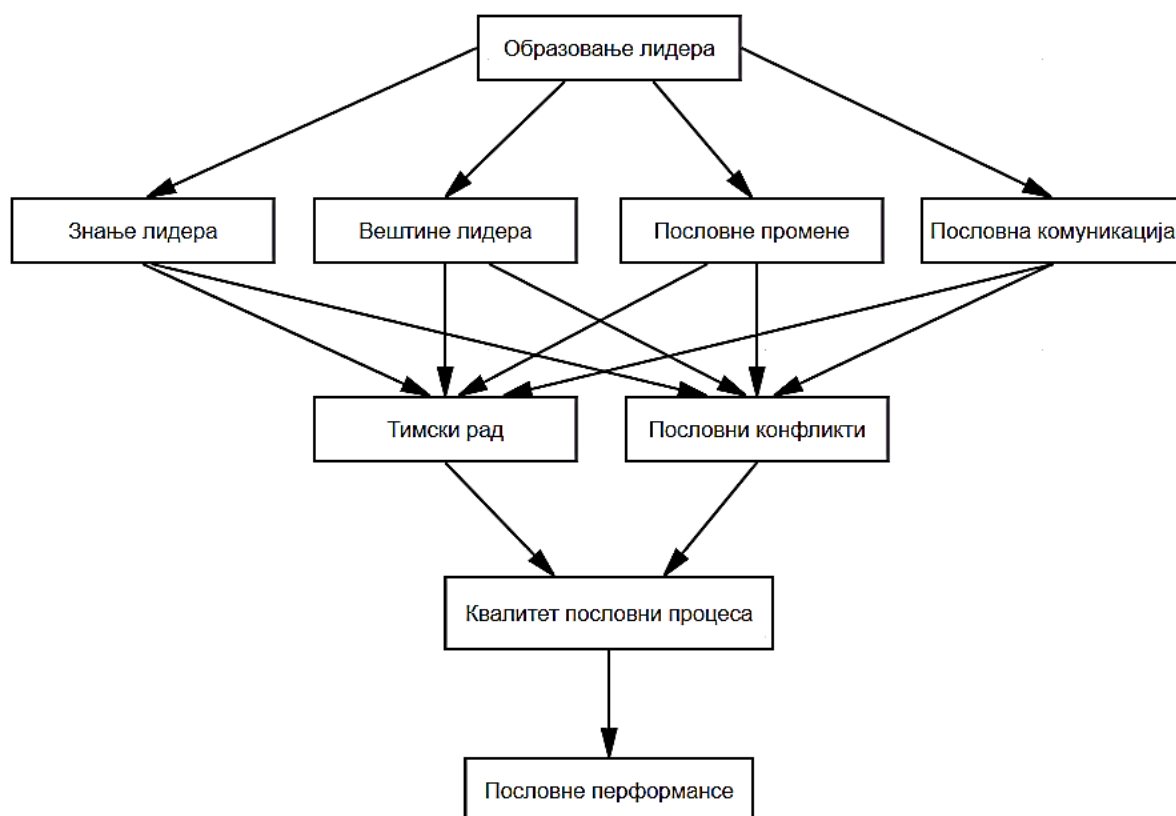 Образовање лидера
Знање лидера
Вештине лидера
Пословне промене
Пословна комуникација
Тимски рад
Пословни конфликти
Квалитет пословни процеса
Пословне перформансе